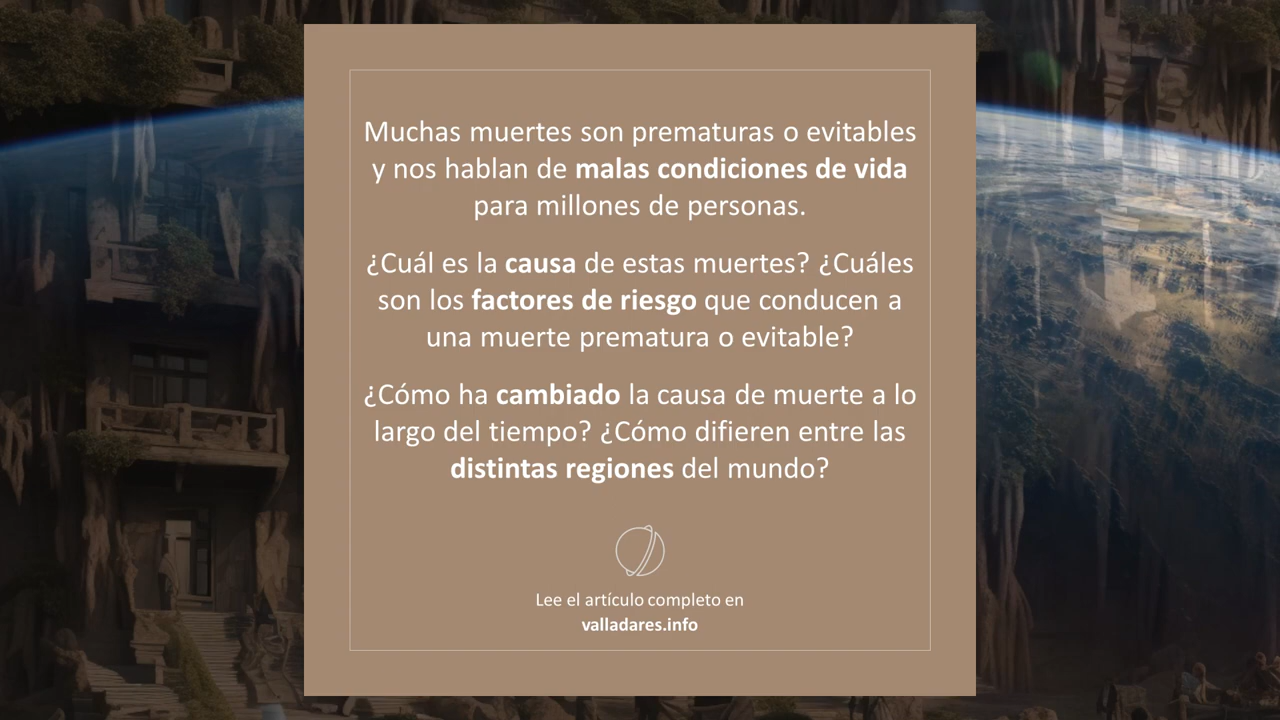 Muchas muertes son prematuras o evitables
y nos hablan de malas condiciones de vida
para millones de personas.
¿Cuál es la causa de estas muertes? ¿Cuáles
son los factores de riesgo que conducen a
una muerte prematura o evitable?
¿Cómo ha cambiado la causa de muerte a lo
largo del tiempo? ¿Cómo difieren entre las
distintas regiones del mundo?
Lee el artículo completo en
valladares.info